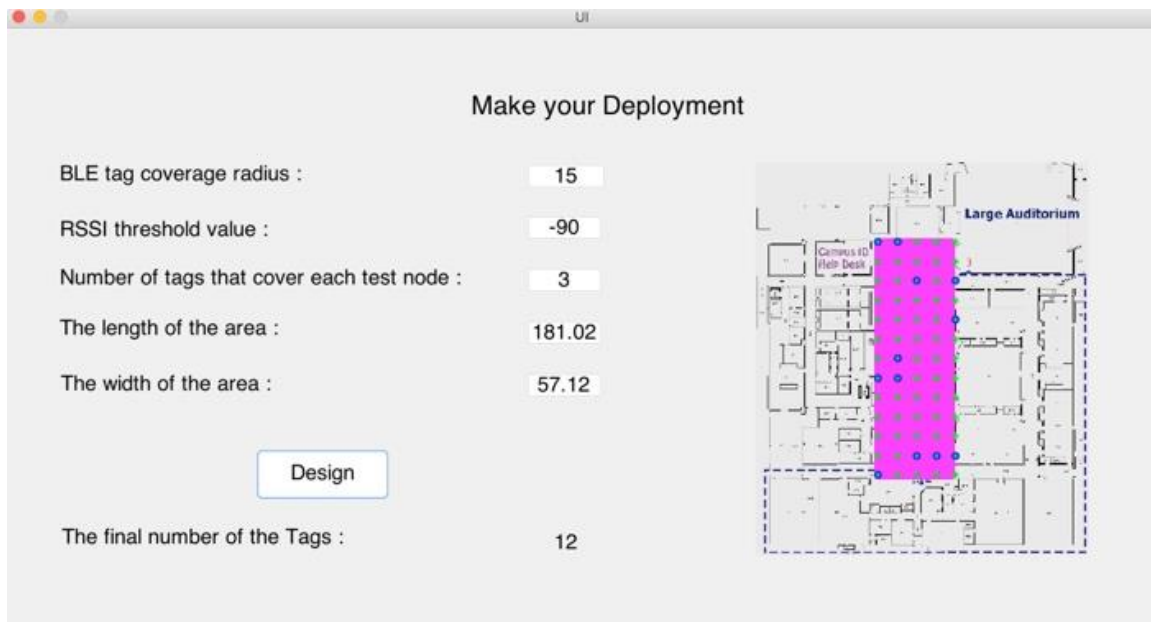 UI
Make your Deployment
BLE tag coverage radius : 15
RSSI threshold value : -90
Number of tags that cover each test node : 3
The length of the area : 181.02
The width of the area : 57.12
Design
The final number of the Tags : 12
Large Auditorium
Campus ID
Help Desk
3